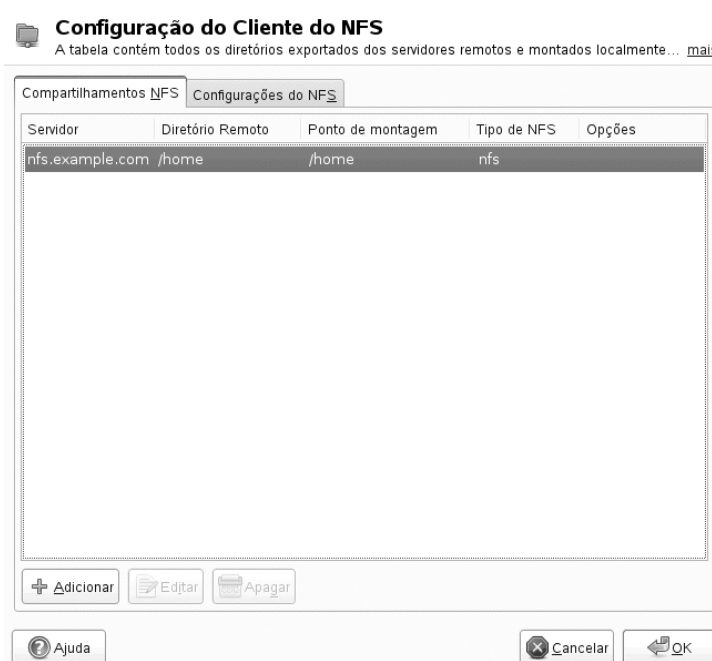 Configuração do Cliente do NFS
A tabela contém todos os diretórios exportados dos servidores remotos e montados localmente... mais
Compartilhamentos NFS Configurações do NFS
Servidor Diretório Remoto Ponto de montagem Tipo de NFS Opções
nfs.example.com /home /home nfs
Adicionar Editar Apagar
Ajuda Cancelar OK